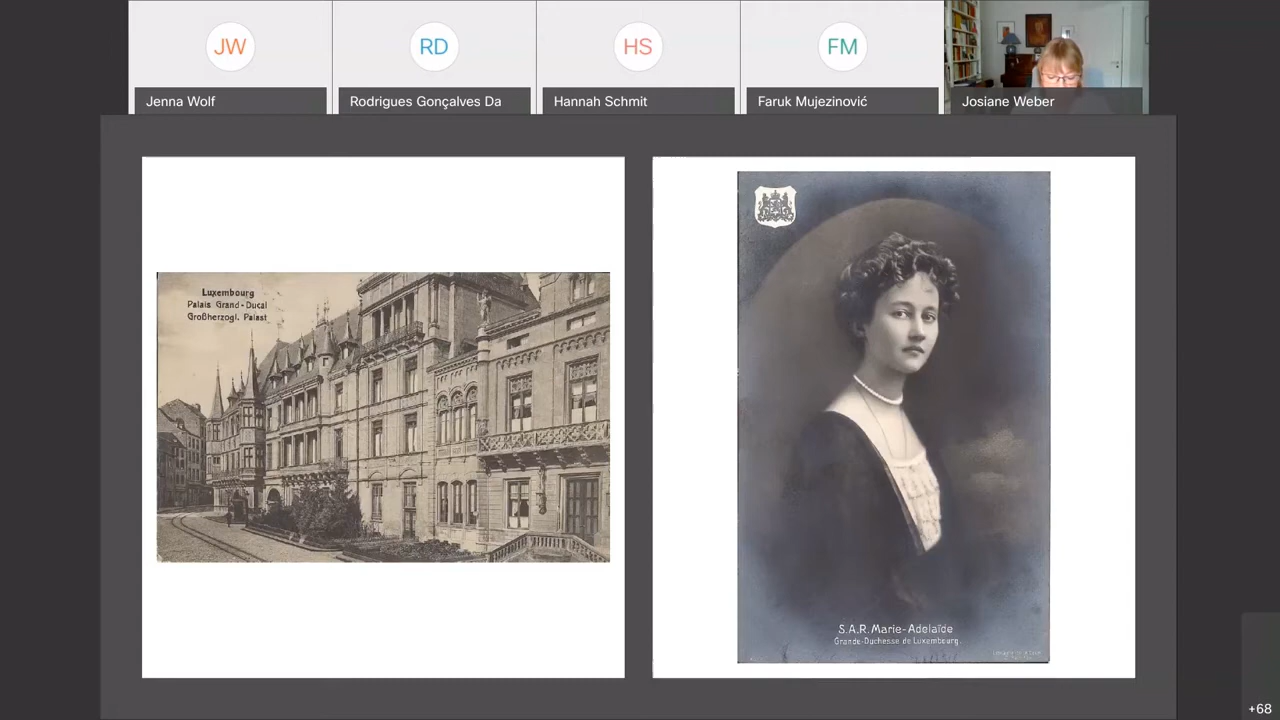 JW
RD
HS
FM
Jenna Wolf
Rodrigues Gonçalves Da
Hannah Schmit
Faruk Mujezinović
Josiane Weber
Luxembourg
Palais Grand-Ducal
Großherzogl. Palast
S.A.R. Marie-Adelaïde
Grande-Duchesse de Luxembourg.
+68